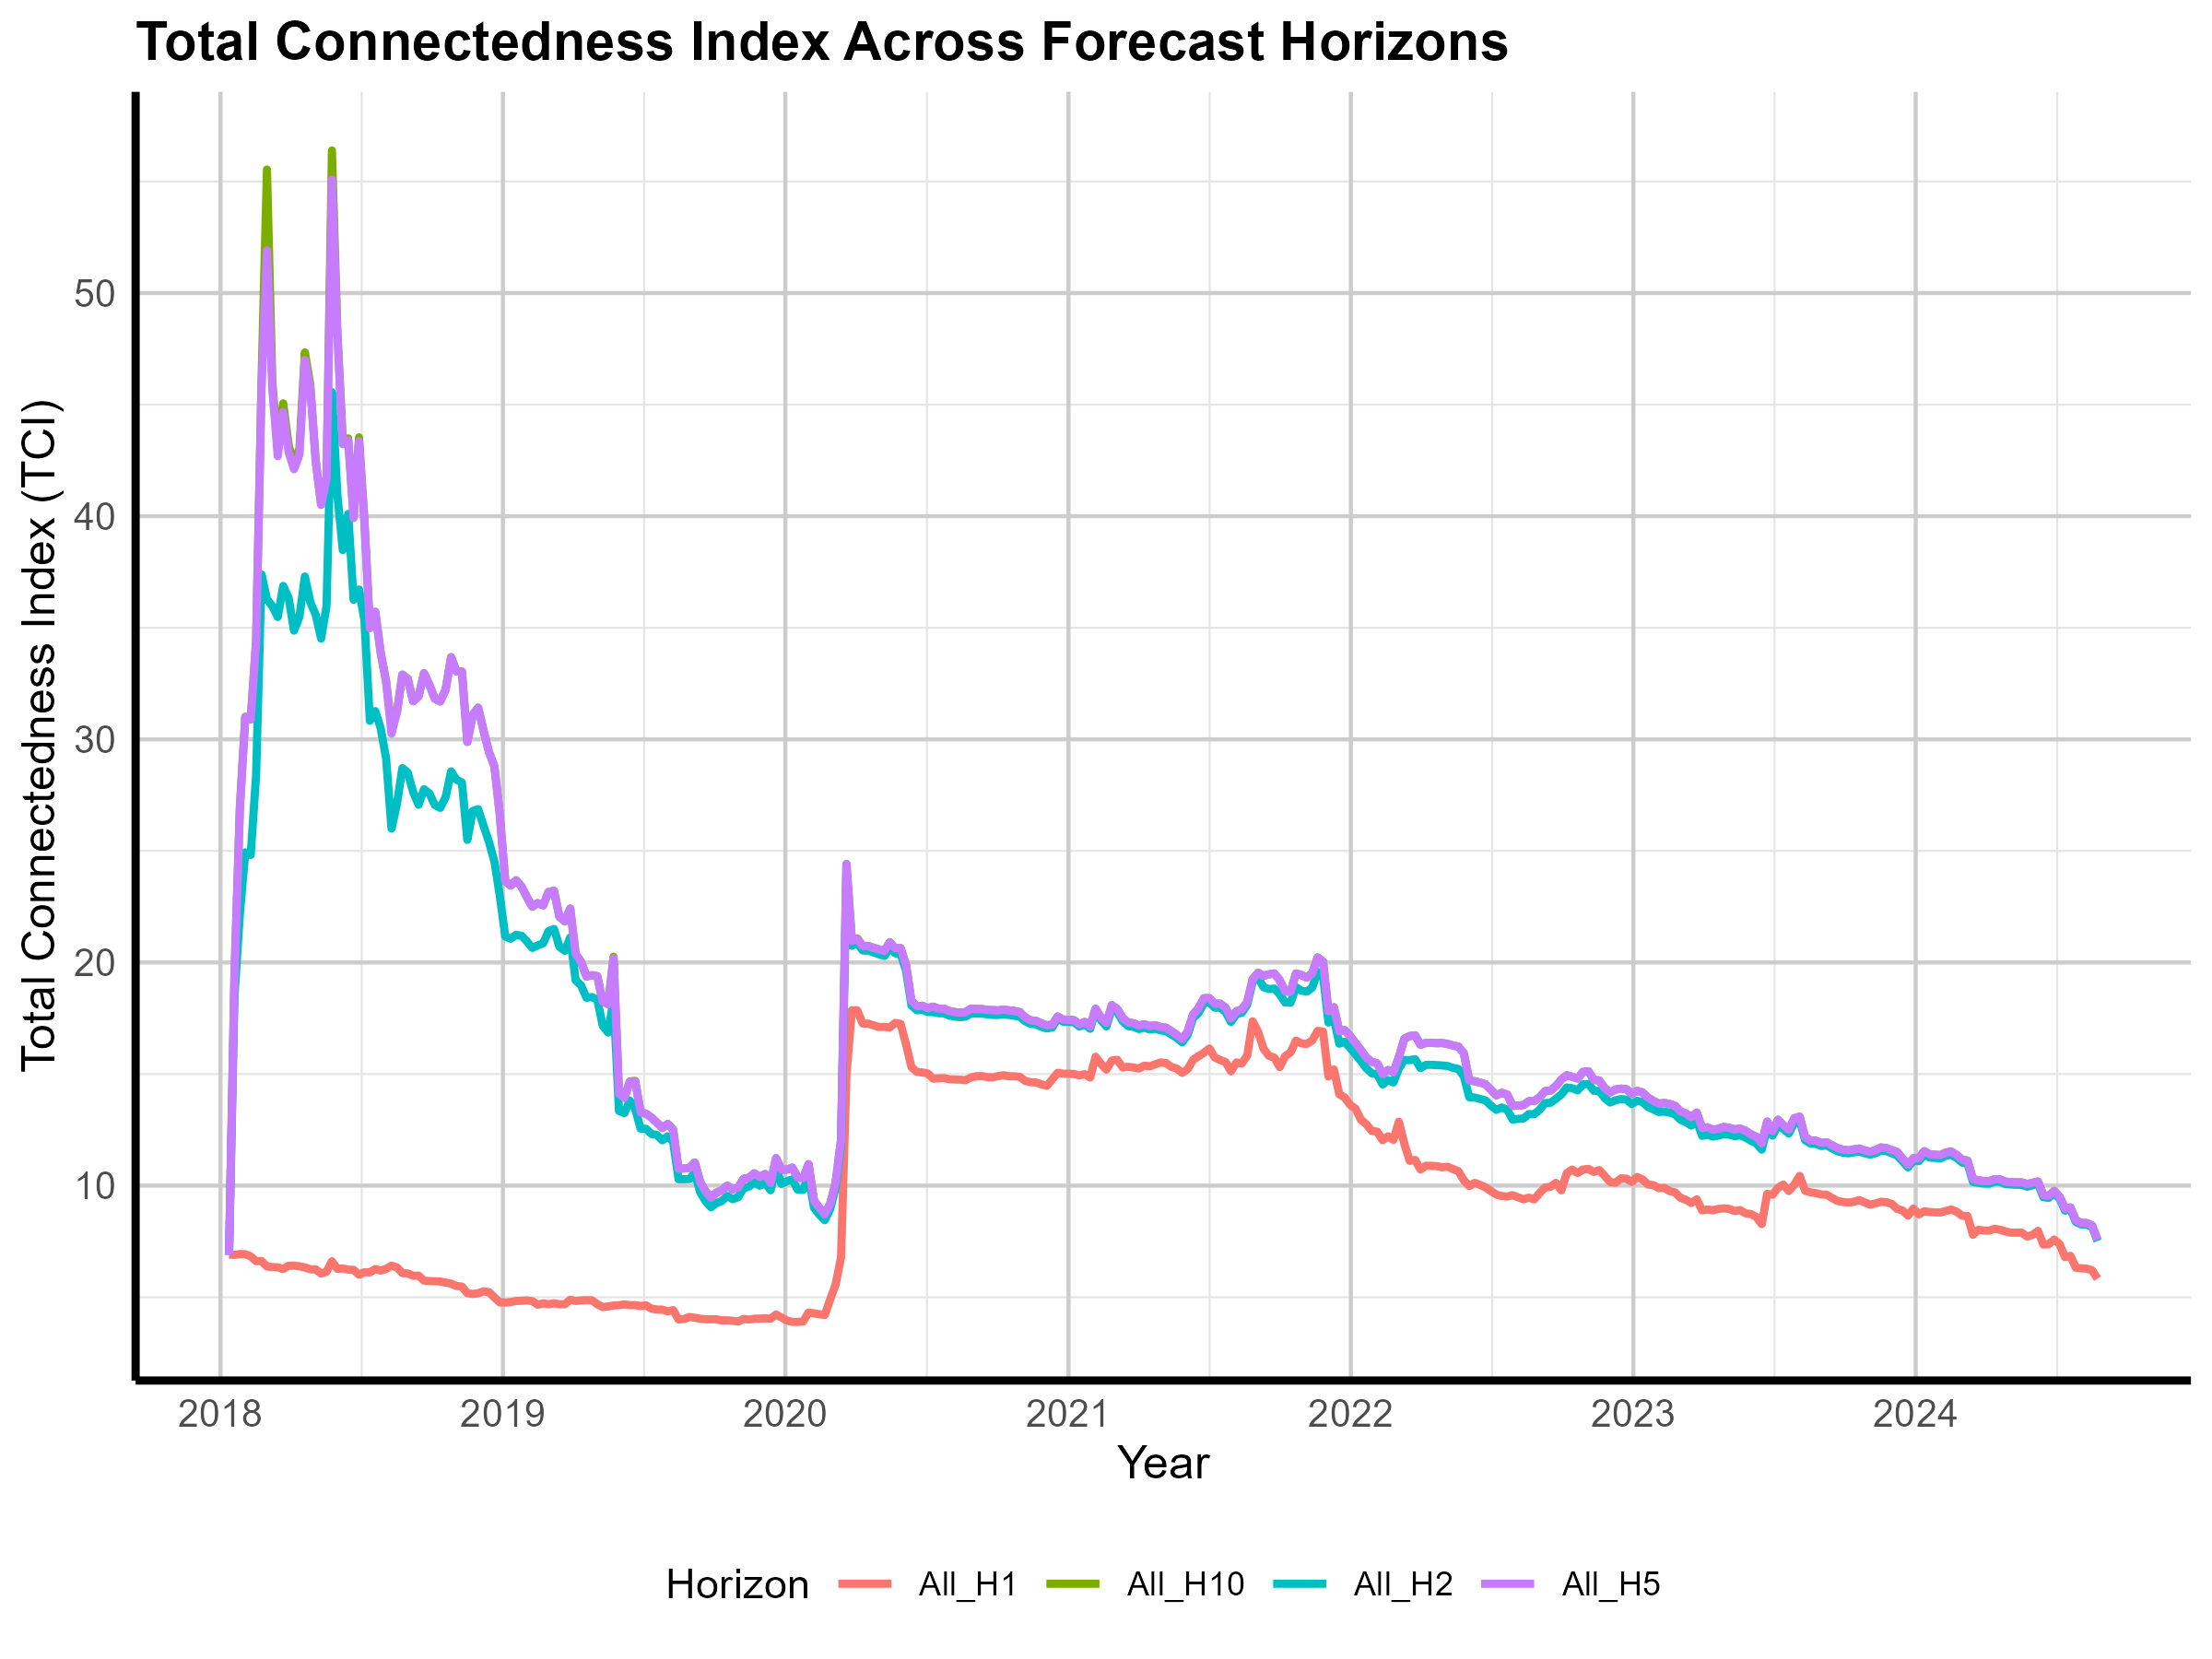 Total Connectedness Index Across Forecast Horizons
Total Connectedness Index (TCI)
50
40
30
20
10
2018 2019 2020 2021 2022 2023 2024
Year
Horizon All_H1 All_H10 All_H2 All_H5